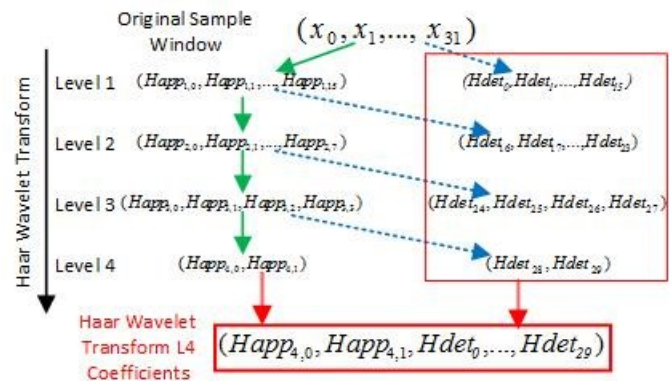 Original Sample
Window
(x₀, x₁,..., x₃₁)
Level 1
(Happ₁,₀, Happ₁,₁,..., Happ₁,₁₅)
(Hdet₀, Hdet₁,..., Hdet₁₅)
Level 2
(Happ₂,₀, Happ₂,₁,..., Happ₂,₇)
(Hdet₁₆, Hdet₁₇,..., Hdet₂₃)
Level 3
(Happ₃,₀, Happ₃,₁, Happ₃,₂, Happ₃,₃)
(Hdet₂₄, Hdet₂₅, Hdet₂₆, Hdet₂₇)
Level 4
(Happ₄,₀, Happ₄,₁)
(Hdet₂₈, Hdet₂₉)
Haar Wavelet Transform
Haar Wavelet
Transform L4
Coefficients
(Happ₄,₀, Happ₄,₁, Hdet₀,..., Hdet₂₉)